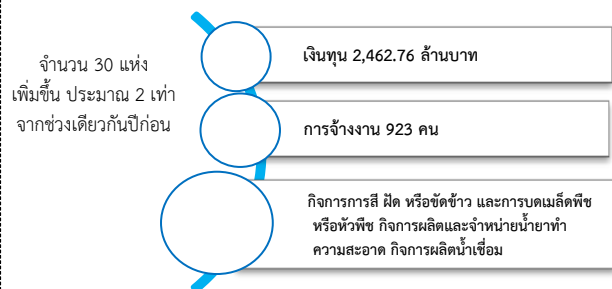 จำนวน 30 แห่ง
เพิ่มขึ้น ประมาณ 2 เท่า
จากช่วงเดียวกันปีก่อน
เงินทุน 2,462.76 ล้านบาท
การจ้างงาน 923 คน
กิจการการสี ฝัด หรือขัดข้าว และการบดเมล็ดพืช
หรือหัวพืช กิจการผลิตและจำหน่ายน้ำยาทำ
ความสะอาด กิจการผลิตน้ำเชื่อม